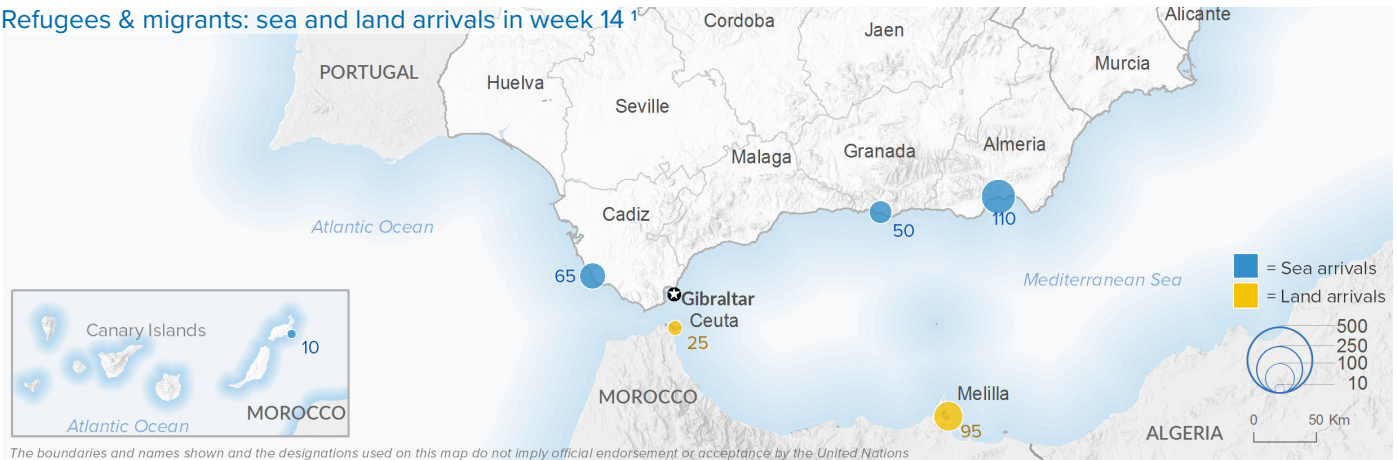 Refugees & migrants: sea and land arrivals in week 14 ¹
Cordoba
Alicante
Jaen
PORTUGAL
Murcia
Huelva
Seville
Almeria
Granada
Malaga
Cadiz
110
Atlantic Ocean
50
65
Mediterranean Sea
= Sea arrivals
= Land arrivals
Gibraltar
Ceuta
25
Canary Islands
10
500
250
100
10
MOROCCO
Melilla
MOROCCO
Atlantic Ocean
95
ALGERIA
0 50 Km
The boundaries and names shown and the designations used on this map do not imply official endorsement or acceptance by the United Nations